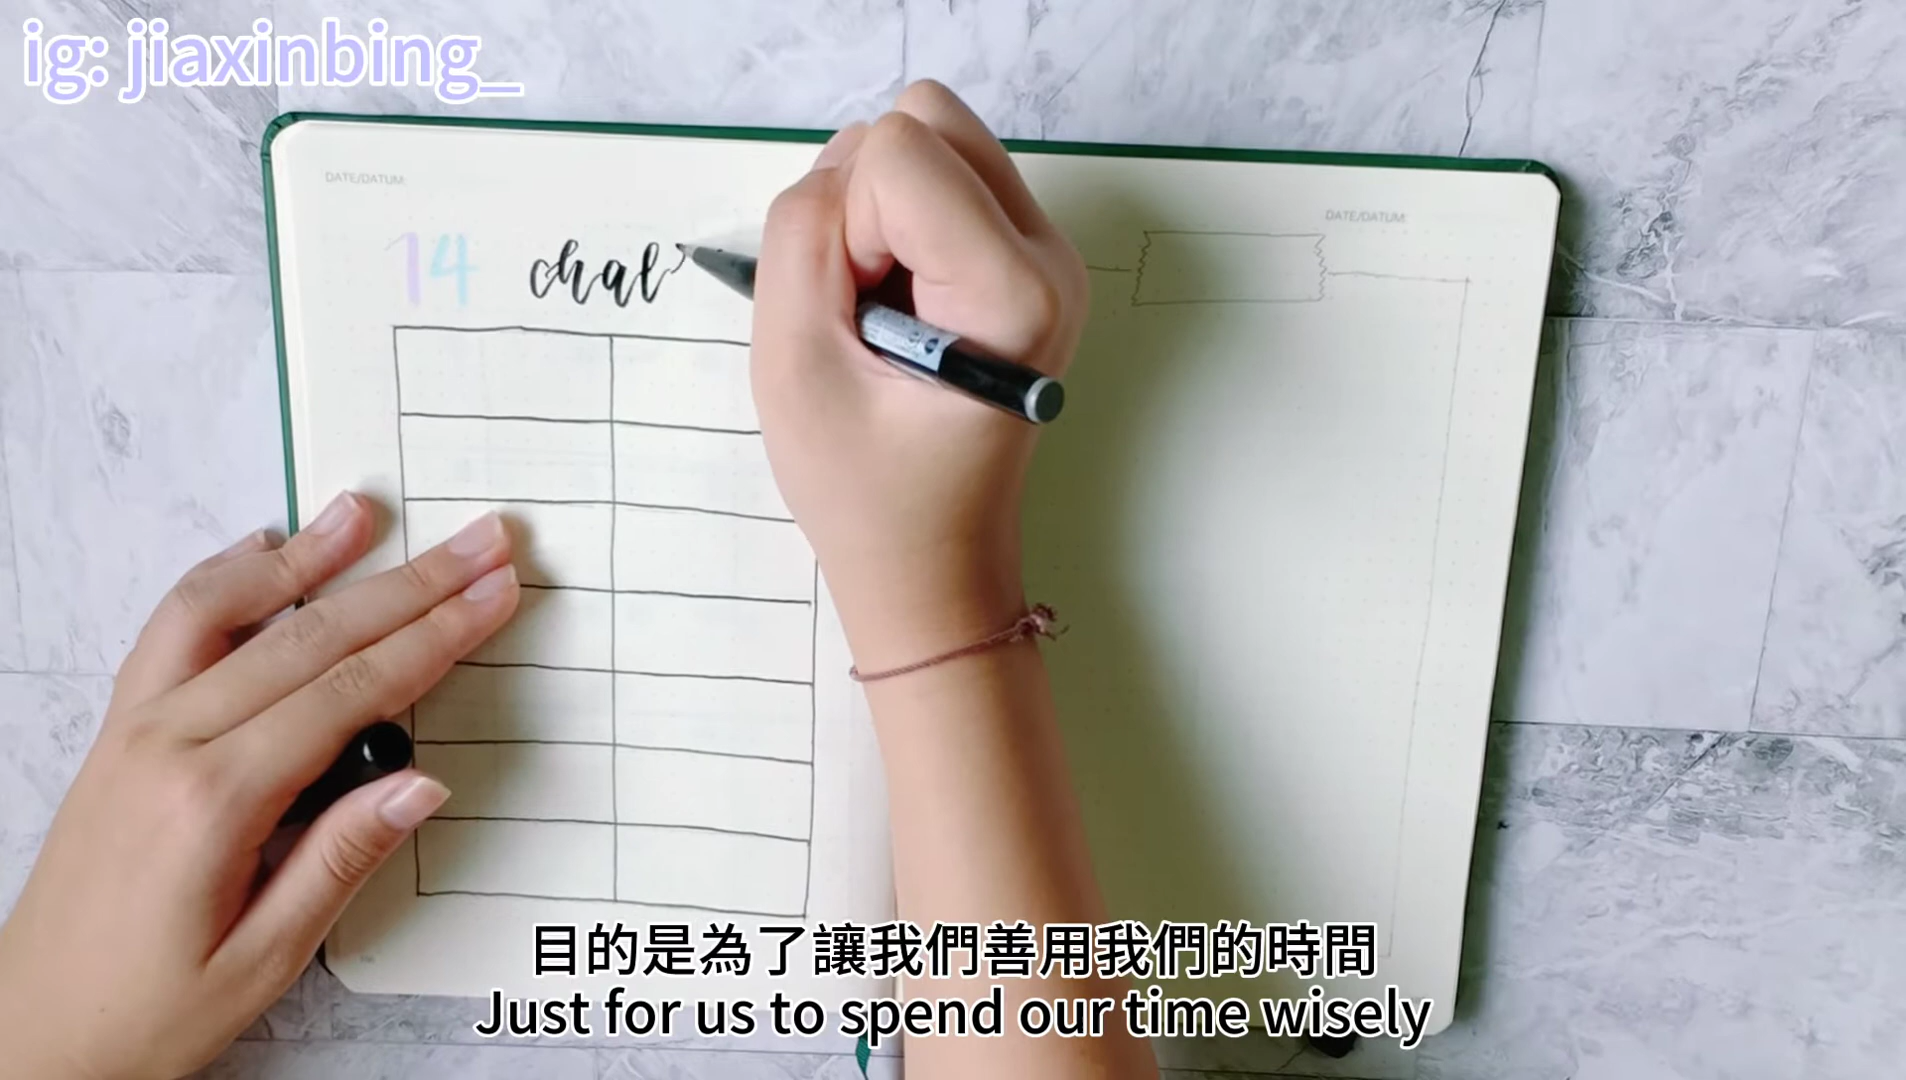 ig: jiaxinbing_
DATE/DATUM:
DATE/DATUM:
14 chal
目的是為了讓我們善用我們的時間
Just for us to spend our time wisely